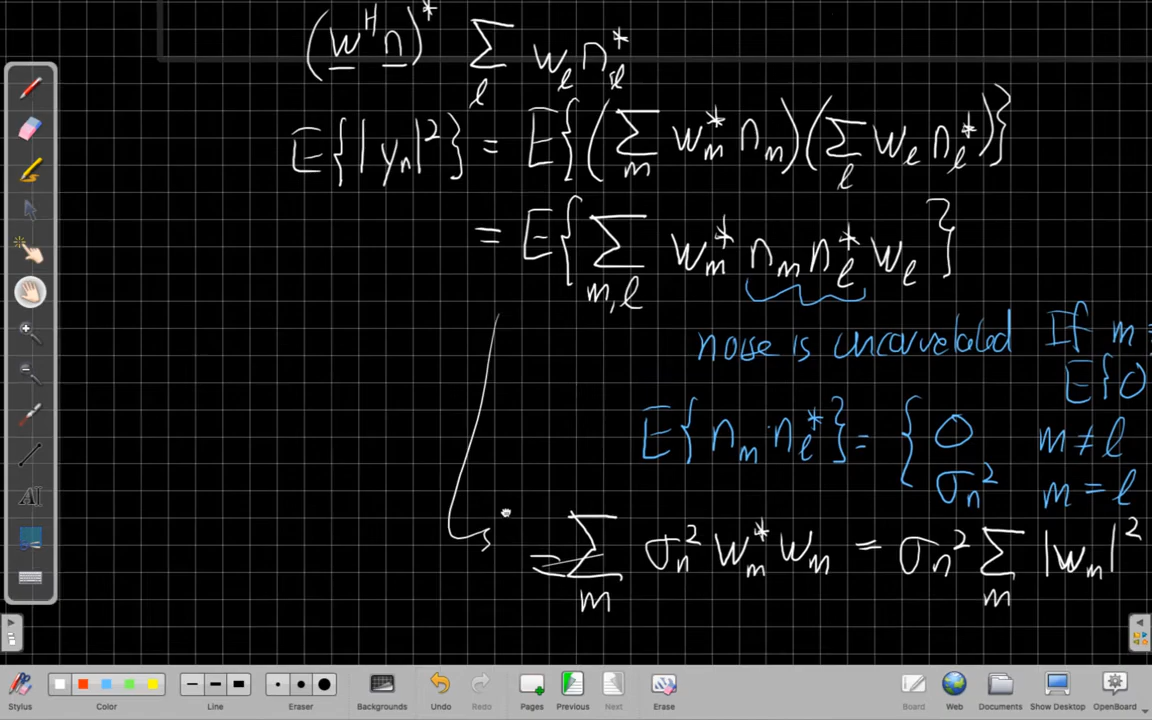 (w^H n)^* ∑_ℓ w_ℓ n_ℓ^*
E{|y_n|^2} = E{(∑_m w_m^* n_m)(∑_ℓ w_ℓ n_ℓ^*)}
= E{∑_{m,ℓ} w_m^* n_m n_ℓ^* w_ℓ}
noise is uncorrelated If m
E{0
E{n_m · n_ℓ^*} = { 0 m ≠ ℓ
σ_n^2 m = ℓ
= ∑_m σ_n^2 w_m^* w_m = σ_n^2 ∑_m |w_m|^2
Stylus Color Line Eraser Backgrounds Undo Redo Pages Previous Next Erase Board Web Documents Show Desktop OpenBoard